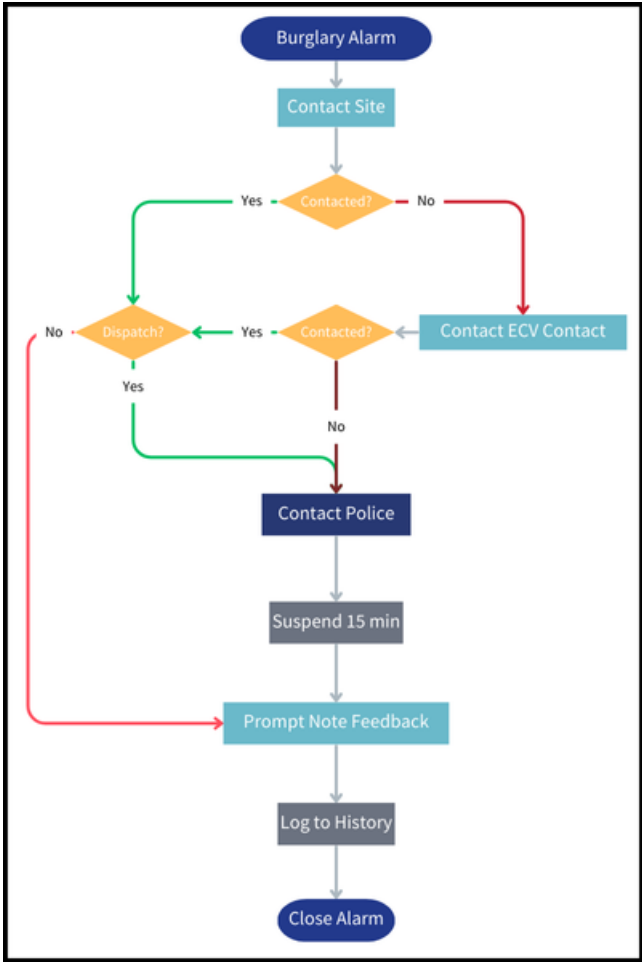 Burglary Alarm
Contact Site
Yes
Contacted?
No
No
Dispatch?
Yes
Contacted?
Contact ECV Contact
Yes
No
Contact Police
Suspend 15 min
Prompt Note Feedback
Log to History
Close Alarm